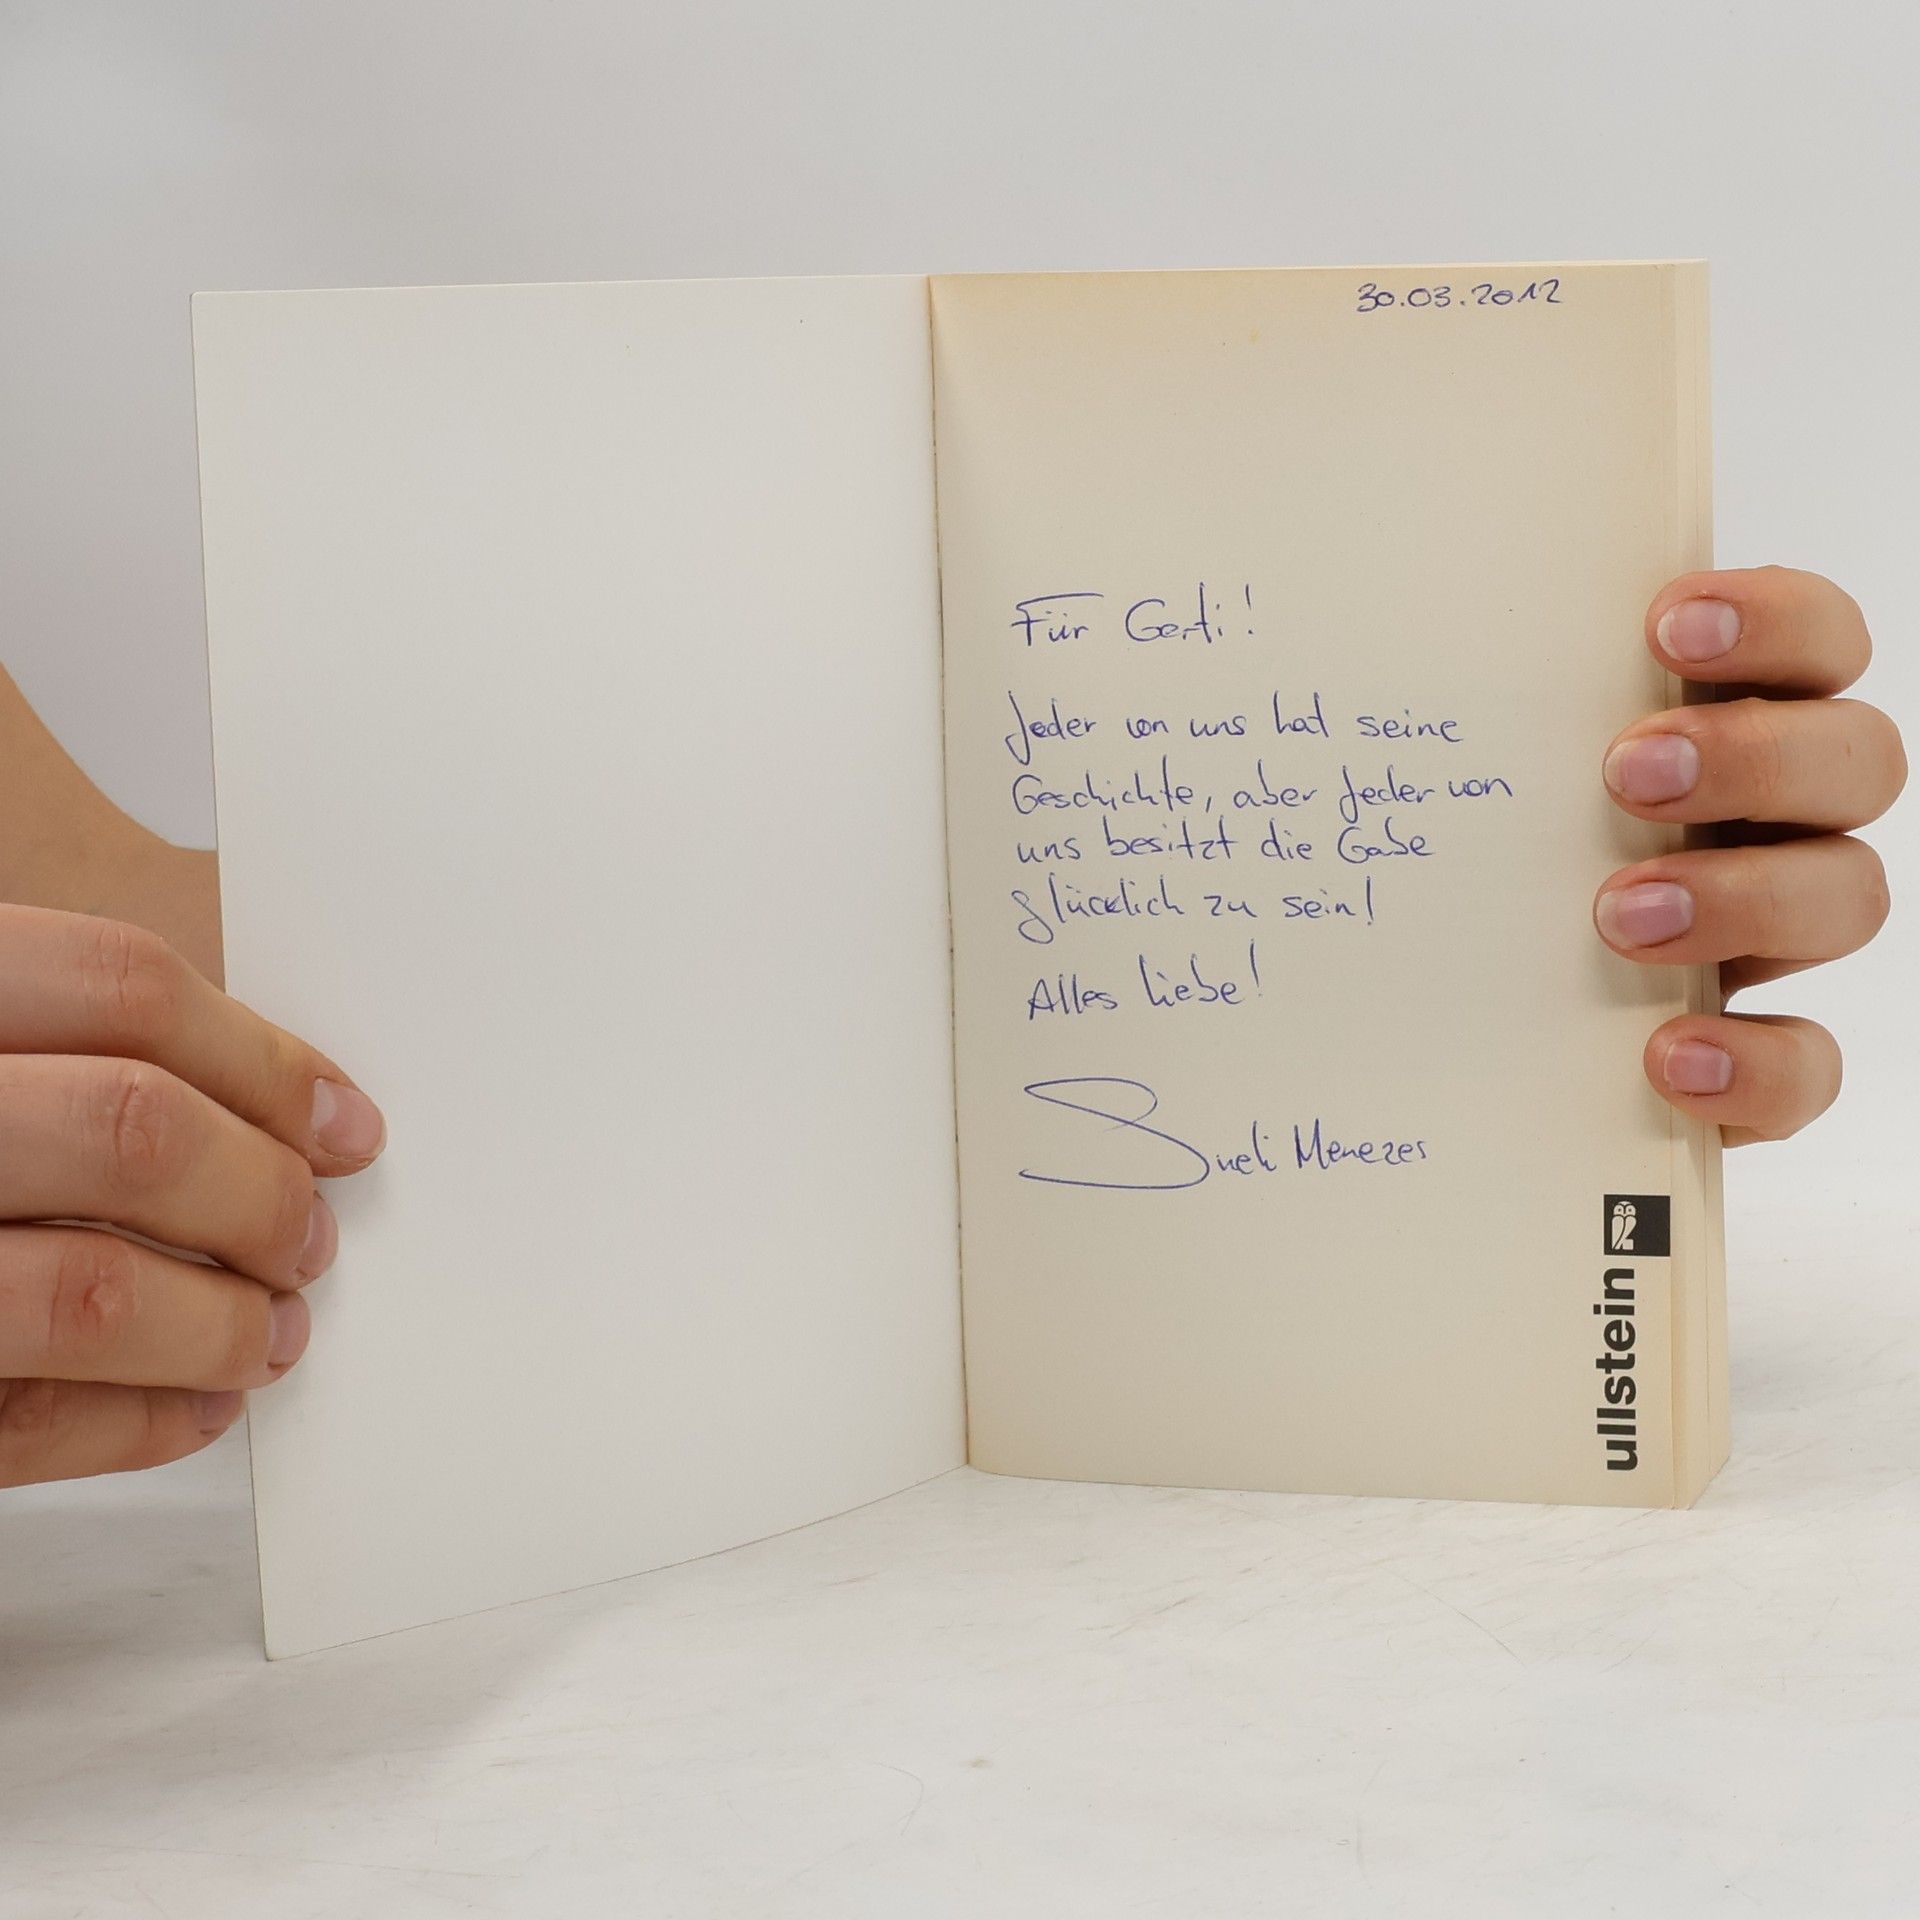 30.03.2012
Für Gerti!
Jeder von uns hat seine
Geschichte, aber Jeder von
uns besitzt die Gabe
glücklich zu sein!
Alles Liebe!
Sueli Menezes
ullstein